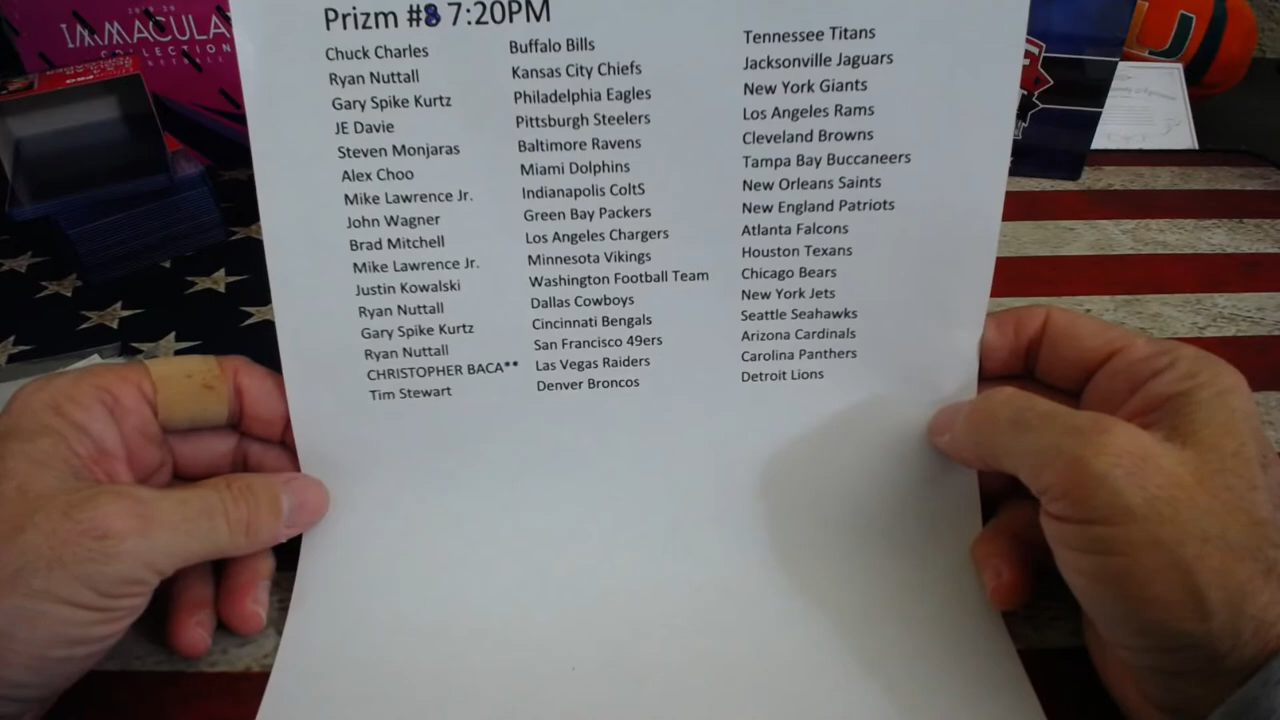 IMMACULA
COLLECTION
Prizm #8 7:20PM
Chuck Charles Buffalo Bills Tennessee Titans
Ryan Nuttall Kansas City Chiefs Jacksonville Jaguars
Gary Spike Kurtz Philadelphia Eagles New York Giants
JE Davie Pittsburgh Steelers Los Angeles Rams
Steven Monjaras Baltimore Ravens Cleveland Browns
Alex Choo Miami Dolphins Tampa Bay Buccaneers
Mike Lawrence Jr. Indianapolis ColtS New Orleans Saints
John Wagner Green Bay Packers New England Patriots
Brad Mitchell Los Angeles Chargers Atlanta Falcons
Mike Lawrence Jr. Minnesota Vikings Houston Texans
Justin Kowalski Washington Football Team Chicago Bears
Ryan Nuttall Dallas Cowboys New York Jets
Gary Spike Kurtz Cincinnati Bengals Seattle Seahawks
Ryan Nuttall San Francisco 49ers Arizona Cardinals
CHRISTOPHER BACA** Las Vegas Raiders Carolina Panthers
Tim Stewart Denver Broncos Detroit Lions